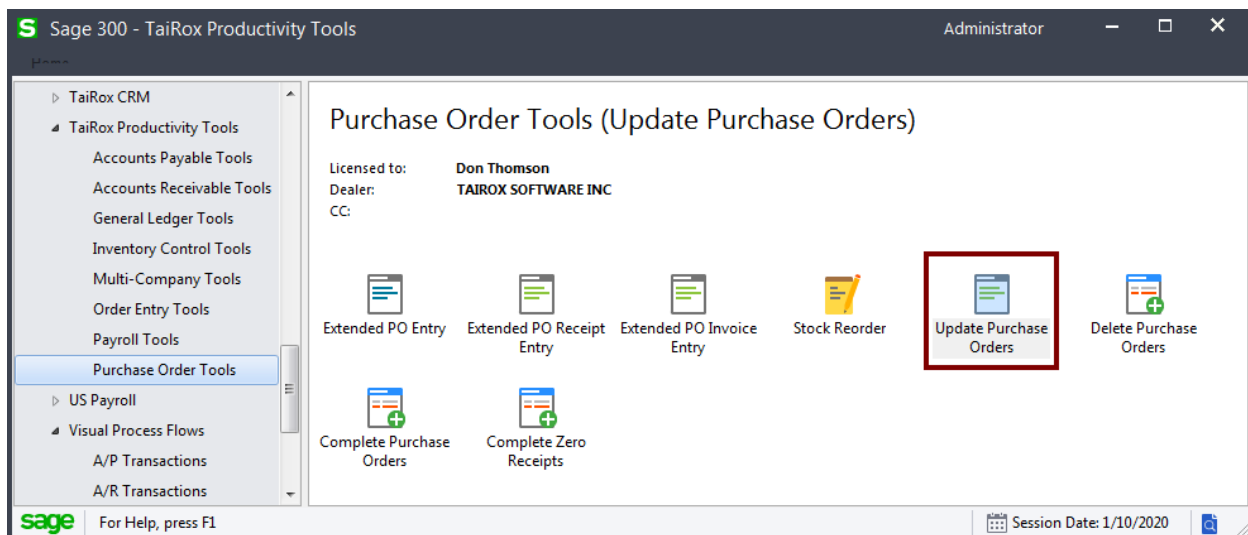 S Sage 300 - TaiRox Productivity Tools
Administrator
Home
TaiRox CRM
TaiRox Productivity Tools
Accounts Payable Tools
Accounts Receivable Tools
General Ledger Tools
Inventory Control Tools
Multi-Company Tools
Order Entry Tools
Payroll Tools
Purchase Order Tools
US Payroll
Visual Process Flows
A/P Transactions
A/R Transactions
Purchase Order Tools (Update Purchase Orders)
Licensed to: Don Thomson
Dealer: TAIROX SOFTWARE INC
CC:
Extended PO Entry
Extended PO Receipt
Entry
Extended PO Invoice
Entry
Stock Reorder
Update Purchase
Orders
Delete Purchase
Orders
Complete Purchase
Orders
Complete Zero
Receipts
sage
For Help, press F1
Session Date: 1/10/2020